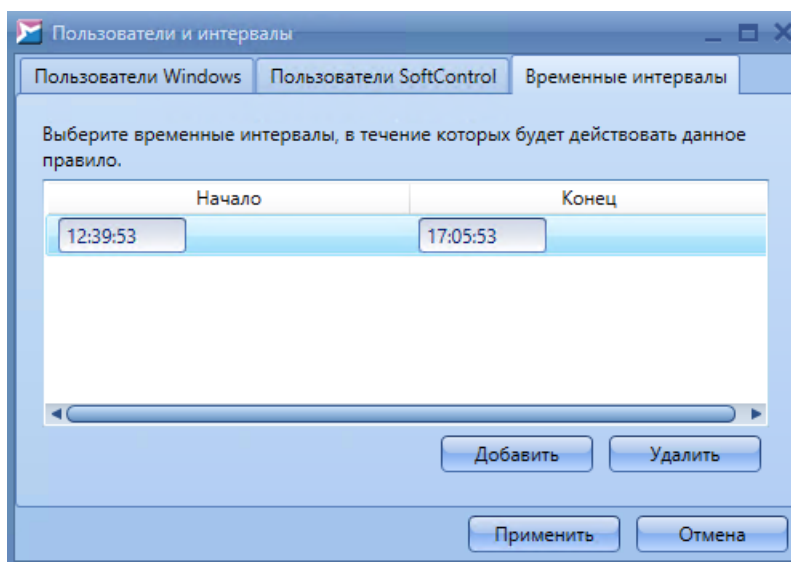 Пользователи и интервалы
Пользователи Windows Пользователи SoftControl Временные интервалы
Выберите временные интервалы, в течение которых будет действовать данное
правило.
Начало Конец
12:39:53 17:05:53
Добавить Удалить
Применить Отмена